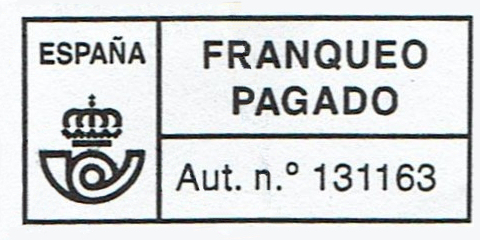 ESPAÑA
FRANQUEO
PAGADO
Aut. n.º 131163